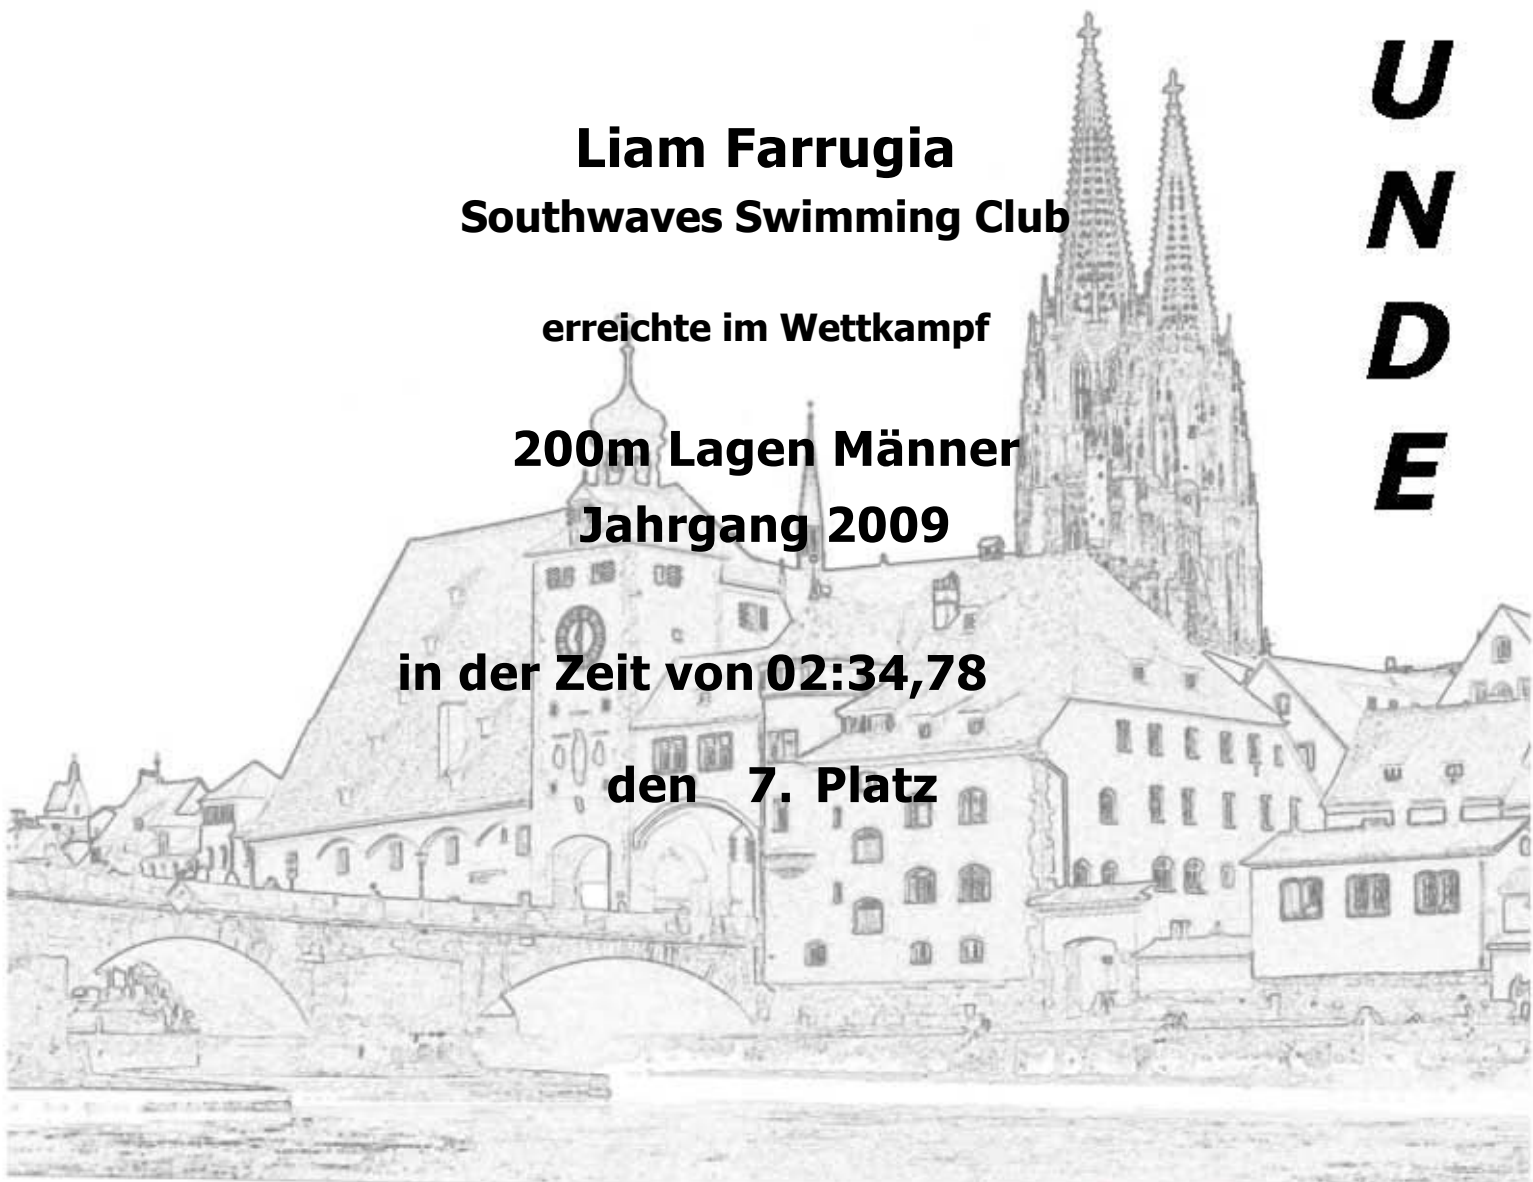 Liam Farrugia
Southwaves Swimming Club
erreichte im Wettkampf
200m Lagen Männer
Jahrgang 2009
in der Zeit von 02:34,78
den 7. Platz
U
N
D
E